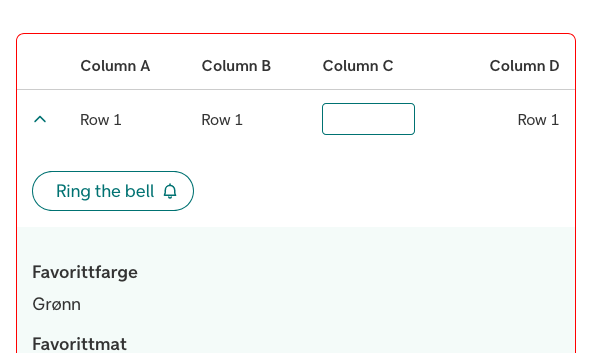 Column A Column B Column C Column D
Row 1 Row 1 Row 1
Ring the bell
Favorittfarge
Grønn
Favorittmat